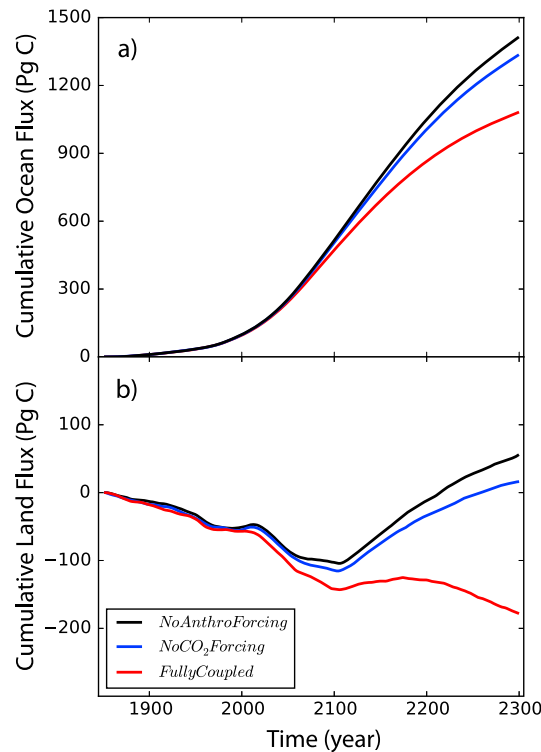 a)
Cumulative Ocean Flux (Pg C)
1500
1200
900
600
300
0
b)
Cumulative Land Flux (Pg C)
100
0
−100
−200
NoAnthroForcing
NoCO₂Forcing
FullyCoupled
1900 2000 2100 2200 2300
Time (year)